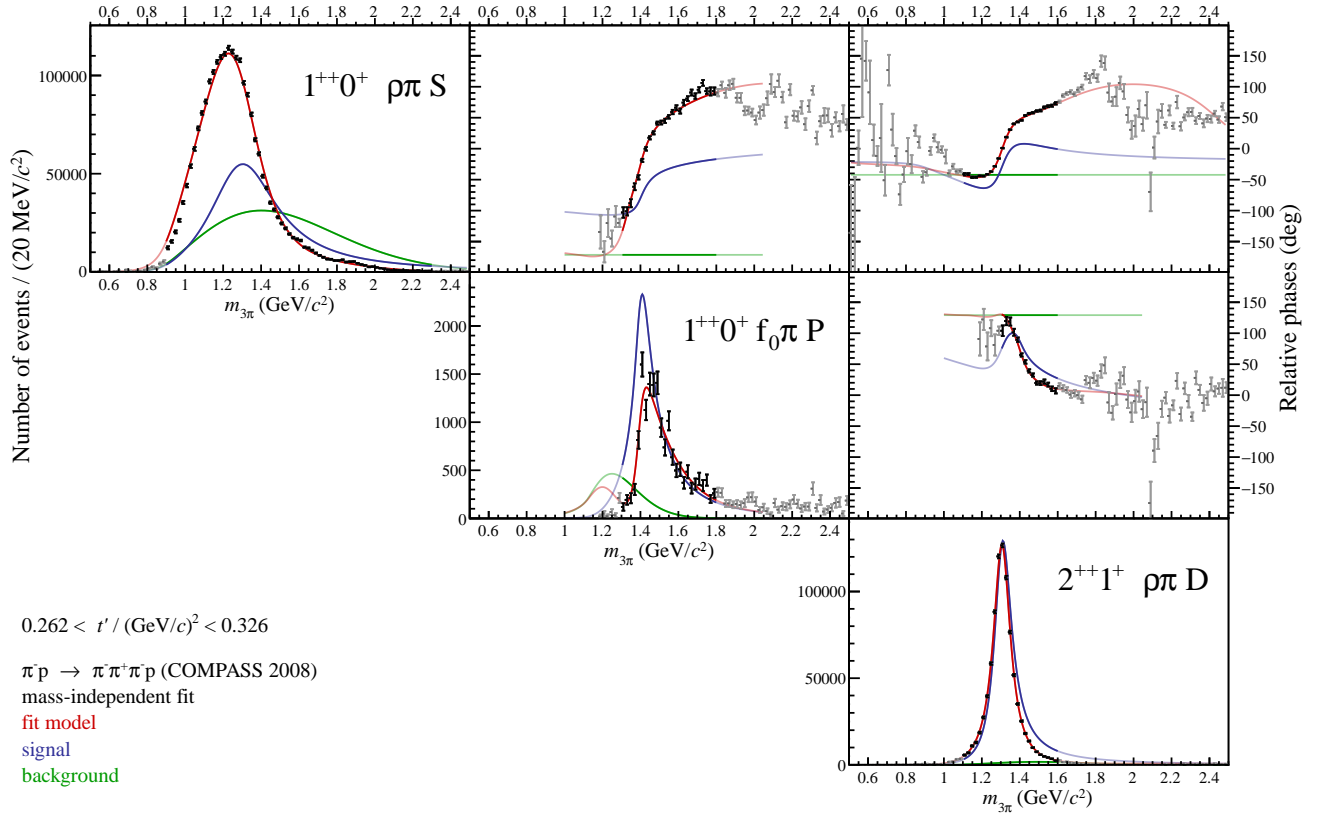 0.6 0.8 1 1.2 1.4 1.6 1.8 2 2.2 2.4 0.6 0.8 1 1.2 1.4 1.6 1.8 2 2.2 2.4 0.6 0.8 1 1.2 1.4 1.6 1.8 2 2.2 2.4
Number of events / (20 MeV/c²)
100000
50000
0
1⁺⁺0⁺ ρπ S
0.6 0.8 1 1.2 1.4 1.6 1.8 2 2.2 2.4
m₃π (GeV/c²)
150
100
50
0
−50
−100
−150
Relative phases (deg)
2000
1500
1000
500
0
1⁺⁺0⁺ f₀π P
0.6 0.8 1 1.2 1.4 1.6 1.8 2 2.2 2.4
m₃π (GeV/c²)
150
100
50
0
−50
−100
−150
100000
50000
0
2⁺⁺1⁺ ρπ D
0.6 0.8 1 1.2 1.4 1.6 1.8 2 2.2 2.4
m₃π (GeV/c²)
0.262 < t′ / (GeV/c)² < 0.326
π⁻p → π⁻π⁺π⁻p (COMPASS 2008)
mass-independent fit
fit model
signal
background